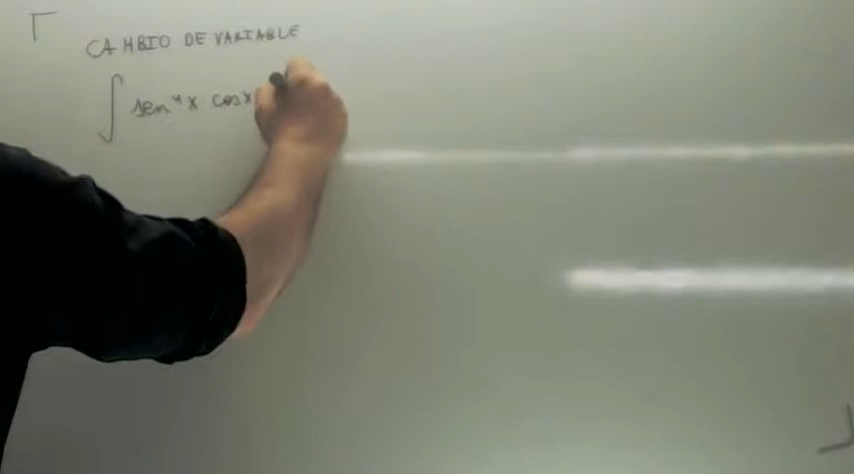 CAMBIO DE VARIABLE
∫ sen⁴x cosx